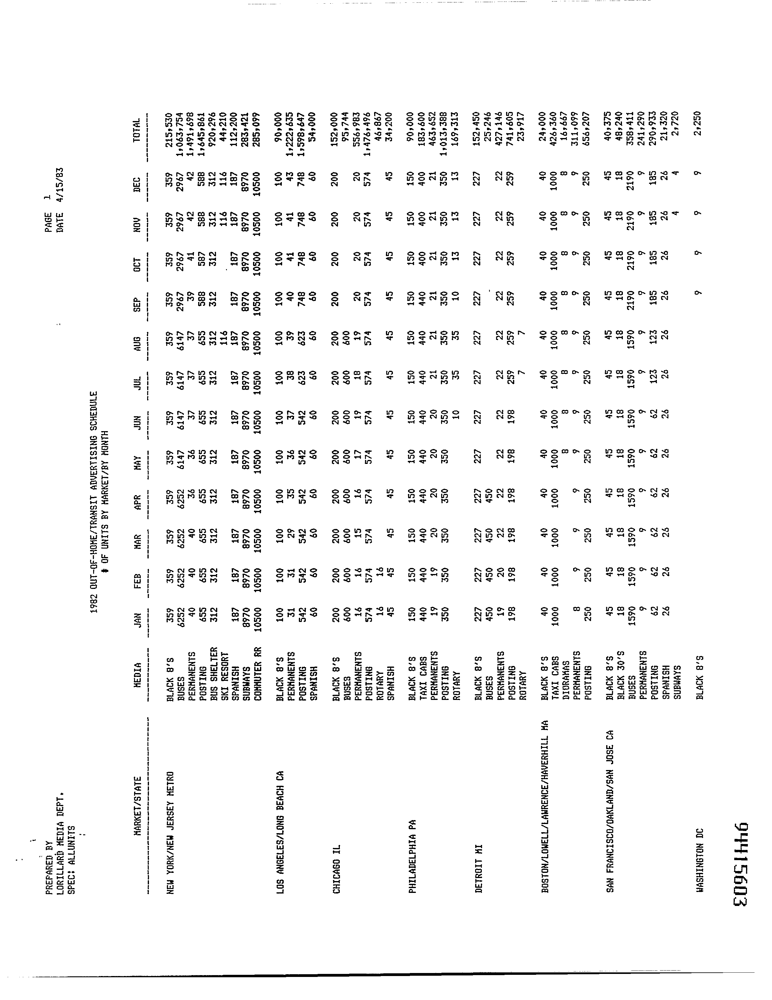 PREPARED BY
LORILLARD MEDIA DEPT.
SPEC: ALLUNITS
PAGE 1
DATE 4/15/83
1982 OUT-OF-HOME/TRANSIT ADVERTISING SCHEDULE
# OF UNITS BY MARKET/BY MONTH
MARKET/STATE MEDIA JAN FEB MAR APR MAY JUN JUL AUG SEP OCT NOV DEC TOTAL
NEW YORK/NEW JERSEY METRO BLACK 8'S 359 359 359 359 359 359 359 359 359 359 359 359 215,530
BUSES 6252 6252 6252 6252 6147 6147 6147 6147 2967 2967 2967 2967 1,063,754
PERMANENTS 40 40 40 36 36 37 37 37 39 41 42 42 1,491,698
POSTING 655 655 655 655 655 655 655 655 588 587 588 588 1,645,861
BUS SHELTER 312 312 312 312 312 312 312 312 312 312 312 312 920,296
SKI RESORT 116 116 116 44,210
SPANISH 187 187 187 187 187 187 187 187 187 187 187 187 112,200
SUBWAYS 8970 8970 8970 8970 8970 8970 8970 8970 8970 8970 8970 8970 283,421
COMMUTER RR 10500 10500 10500 10500 10500 10500 10500 10500 10500 10500 10500 10500 285,099
LOS ANGELES/LONG BEACH CA BLACK 8'S 100 100 100 100 100 100 100 100 100 100 100 100 90,000
PERMANENTS 31 31 29 35 36 37 38 39 40 41 41 43 1,222,635
POSTING 542 542 542 542 542 542 623 623 748 748 748 748 1,598,647
SPANISH 60 60 60 60 60 60 60 60 60 60 60 60 54,000
CHICAGO IL BLACK 8'S 200 200 200 200 200 200 200 200 200 200 200 200 152,000
BUSES 600 600 600 600 600 600 600 600 95,744
PERMANENTS 16 16 15 16 17 19 18 19 20 20 20 20 556,983
POSTING 574 574 574 574 574 574 574 574 574 574 574 574 1,476,496
ROTARY 16 16 46,867
SPANISH 45 45 45 45 45 45 45 45 45 45 45 45 34,200
PHILADELPHIA PA BLACK 8'S 150 150 150 150 150 150 150 150 150 150 150 150 90,000
TAXI CABS 440 440 440 440 440 440 440 440 440 400 400 400 183,600
PERMANENTS 19 19 20 20 20 20 21 21 21 21 21 21 463,652
POSTING 350 350 350 350 350 350 350 350 350 350 350 350 1,013,388
ROTARY 10 35 35 10 13 13 13 169,313
DETROIT MI BLACK 8'S 227 227 227 227 227 227 227 227 227 227 227 227 152,450
BUSES 450 450 450 450 25,246
PERMANENTS 19 20 22 22 22 22 22 22 22 22 22 22 427,146
POSTING 198 198 198 198 198 198 259 259 259 259 259 259 741,605
ROTARY 7 7 23,917
BOSTON/LOWELL/LAWRENCE/HAVERHILL MA BLACK 8'S 40 40 40 40 40 40 40 40 40 40 40 40 24,000
TAXI CABS 1000 1000 1000 1000 1000 1000 1000 1000 1000 1000 1000 1000 426,360
DIORAMAS 8 8 8 8 8 8 8 8 16,667
PERMANENTS 8 9 9 9 9 9 9 9 9 9 9 9 311,099
POSTING 250 250 250 250 250 250 250 250 250 250 250 250 656,207
SAN FRANCISCO/OAKLAND/SAN JOSE CA BLACK 8'S 45 45 45 45 45 45 45 45 45 45 45 45 40,375
BLACK 30'S 18 18 18 18 18 18 18 18 18 18 18 18 48,240
BUSES 1590 1590 1590 1590 1590 1590 1590 1590 2190 2190 2190 2190 358,411
PERMANENTS 9 9 9 9 9 9 9 9 9 9 9 9 241,290
POSTING 62 62 62 62 62 62 123 123 185 185 185 185 290,933
SPANISH 26 26 26 26 26 26 26 26 26 26 26 26 21,320
SUBWAYS 4 4 2,720
WASHINGTON DC BLACK 8'S 9 9 9 9 2,250
94415603